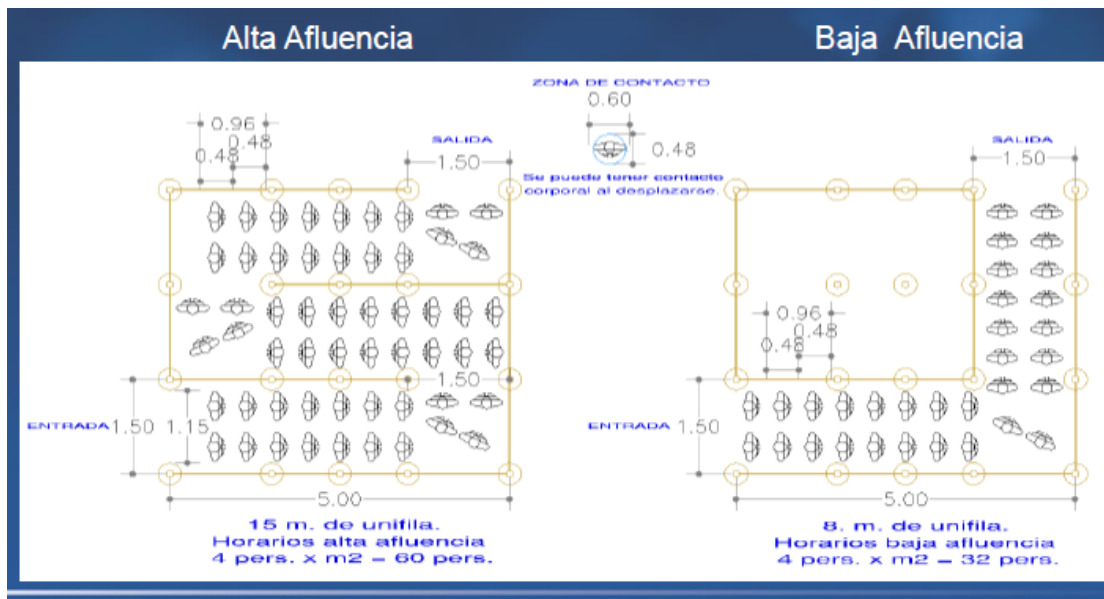 Alta Afluencia
Baja Afluencia
ZONA DE CONTACTO
0.60
0.48
Se puede tener contacto
corporal al desplazarse.
0.96
0.48
0.48
SALIDA
1.50
1.50
ENTRADA
1.50
1.15
5.00
15 m. de unifila.
Horarios alta afluencia
4 pers. x m2 – 60 pers.
SALIDA
1.50
0.96
0.48
0.48
ENTRADA
1.50
5.00
8. m. de unifila.
Horarios baja afluencia
4 pers. x m2 – 32 pers.